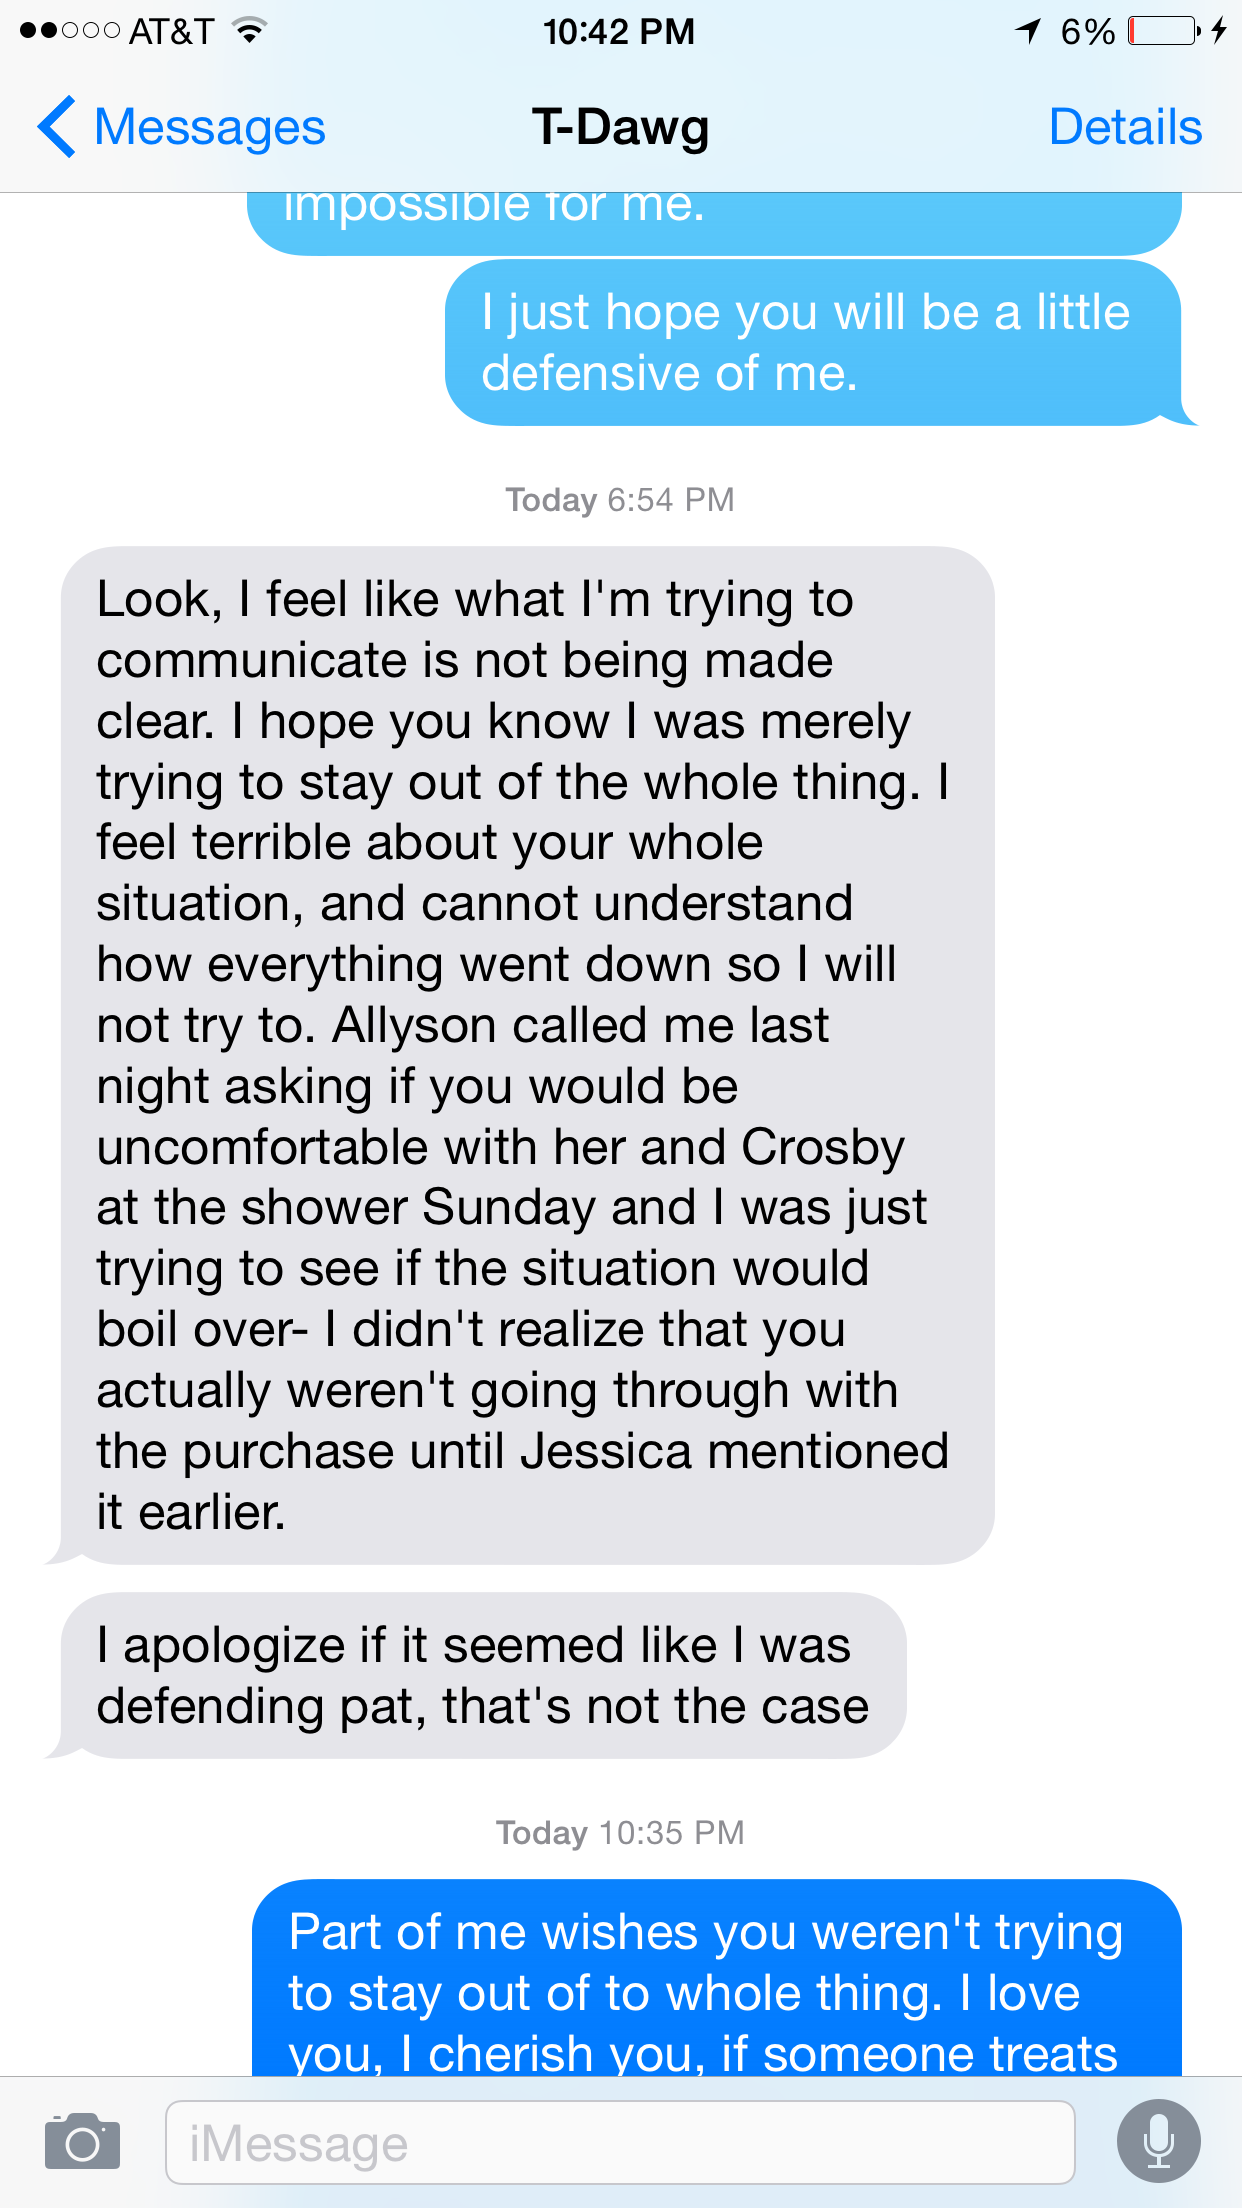 AT&T 10:42 PM 6%
Messages T-Dawg Details
impossible for me.
I just hope you will be a little
defensive of me.
Today 6:54 PM
Look, I feel like what I'm trying to
communicate is not being made
clear. I hope you know I was merely
trying to stay out of the whole thing. I
feel terrible about your whole
situation, and cannot understand
how everything went down so I will
not try to. Allyson called me last
night asking if you would be
uncomfortable with her and Crosby
at the shower Sunday and I was just
trying to see if the situation would
boil over- I didn't realize that you
actually weren't going through with
the purchase until Jessica mentioned
it earlier.
I apologize if it seemed like I was
defending pat, that's not the case
Today 10:35 PM
Part of me wishes you weren't trying
to stay out of to whole thing. I love
you, I cherish you, if someone treats
iMessage